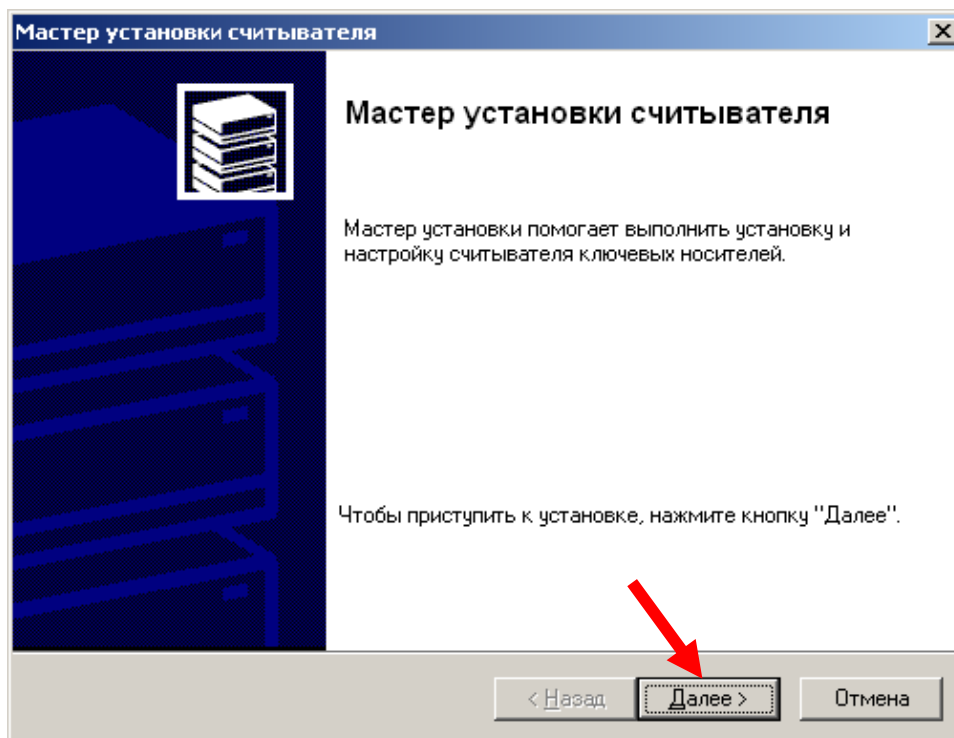 Мастер установки считывателя
Мастер установки считывателя
Мастер установки помогает выполнить установку и
настройку считывателя ключевых носителей.
Чтобы приступить к установке, нажмите кнопку "Далее".
< Назад Далее > Отмена